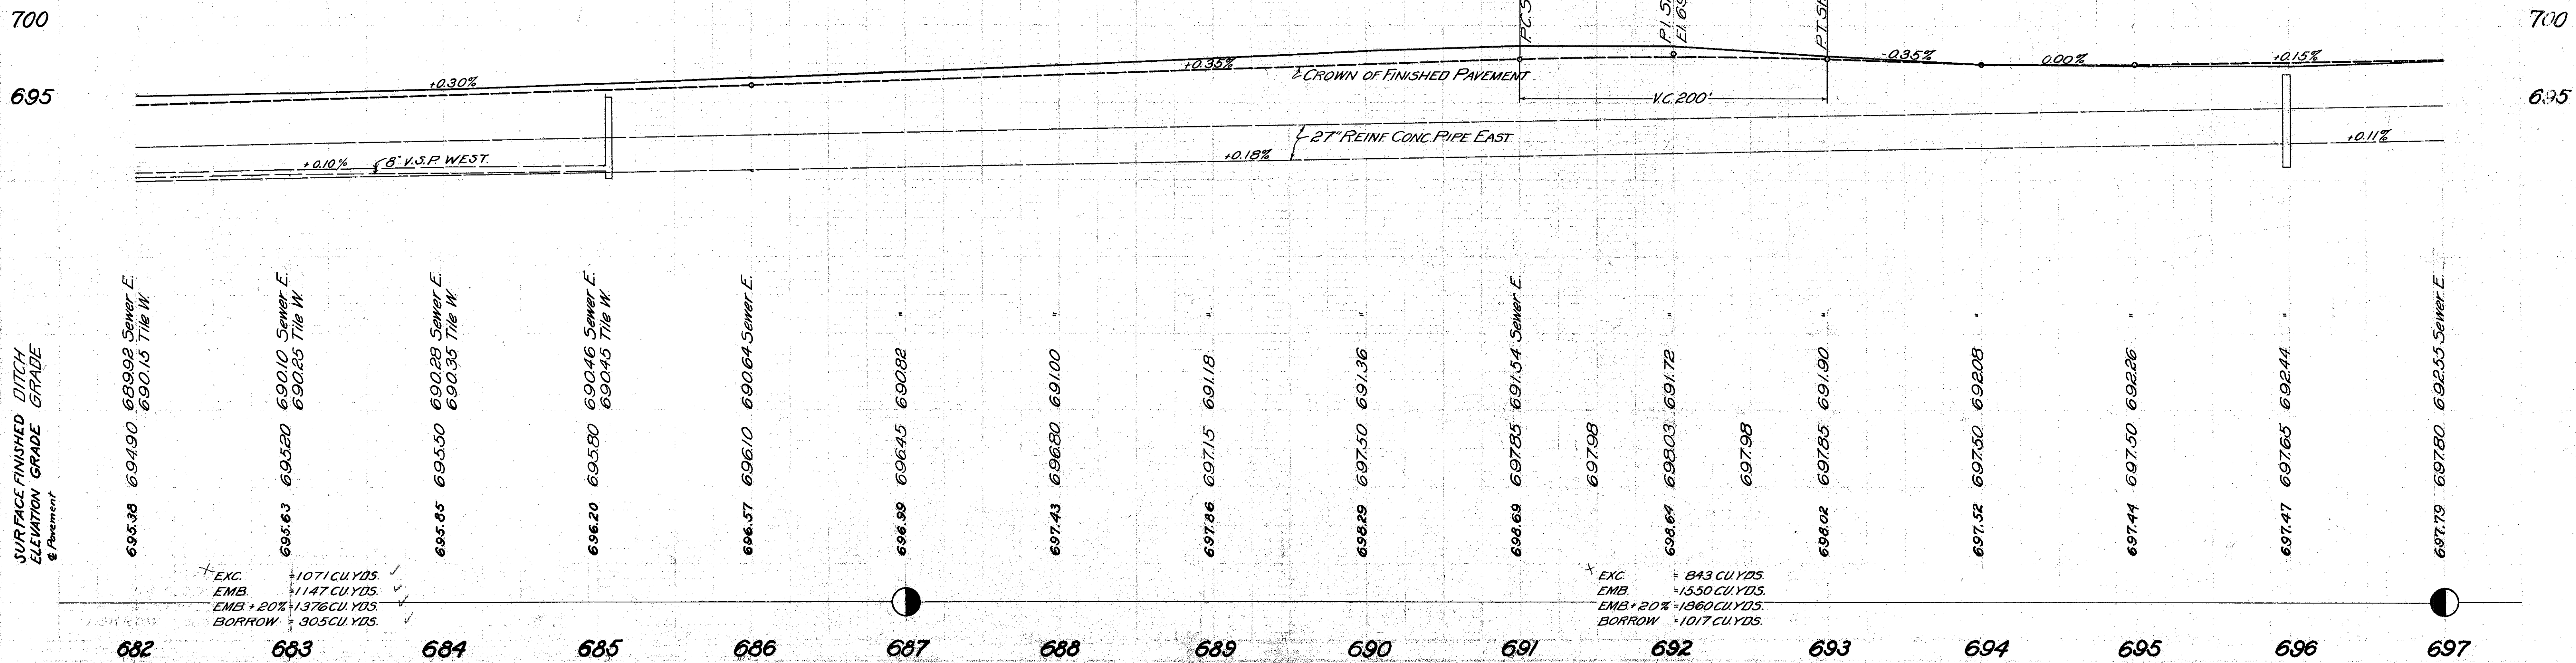 700
700
P.C.S
P.I. S
El. 69
P.T. S
695
695
+0.30%
+0.35%
-0.35%
0.00%
+0.15%
CROWN OF FINISHED PAVEMENT
V.C. 200'
27" REINF. CONC. PIPE EAST
+0.10%
8" V.S.P. WEST.
+0.18%
+0.11%
SURFACE FINISHED DITCH
ELEVATION GRADE GRADE
₵ Pavement
695.38 694.90 689.92 Sewer E.
690.15 Tile W.
695.63 695.20 690.10 Sewer E.
690.25 Tile W.
695.85 695.50 690.28 Sewer E.
690.35 Tile W.
696.20 695.80 690.46 Sewer E.
690.45 Tile W.
696.57 696.10 690.64 Sewer E.
696.99 696.45 690.82 "
697.43 696.80 691.00 "
697.86 697.15 691.18 "
698.29 697.50 691.36 "
698.69 697.85 691.54 Sewer E.
697.98
698.64 698.03 691.72 "
697.98
698.02 697.85 691.90 "
697.52 697.50 692.08 "
697.44 697.50 692.26 "
697.47 697.65 692.44 "
697.79 697.80 692.55 Sewer E.
EXC. = 1071 CU. YDS.
EMB. = 1147 CU. YDS.
EMB. + 20% = 1376 CU. YDS.
BORROW = 305 CU. YDS.
EXC. = 843 CU. YDS.
EMB. = 1550 CU. YDS.
EMB. + 20% = 1860 CU. YDS.
BORROW = 1017 CU. YDS.
682 683 684 685 686 687 688 689 690 691 692 693 694 695 696 697